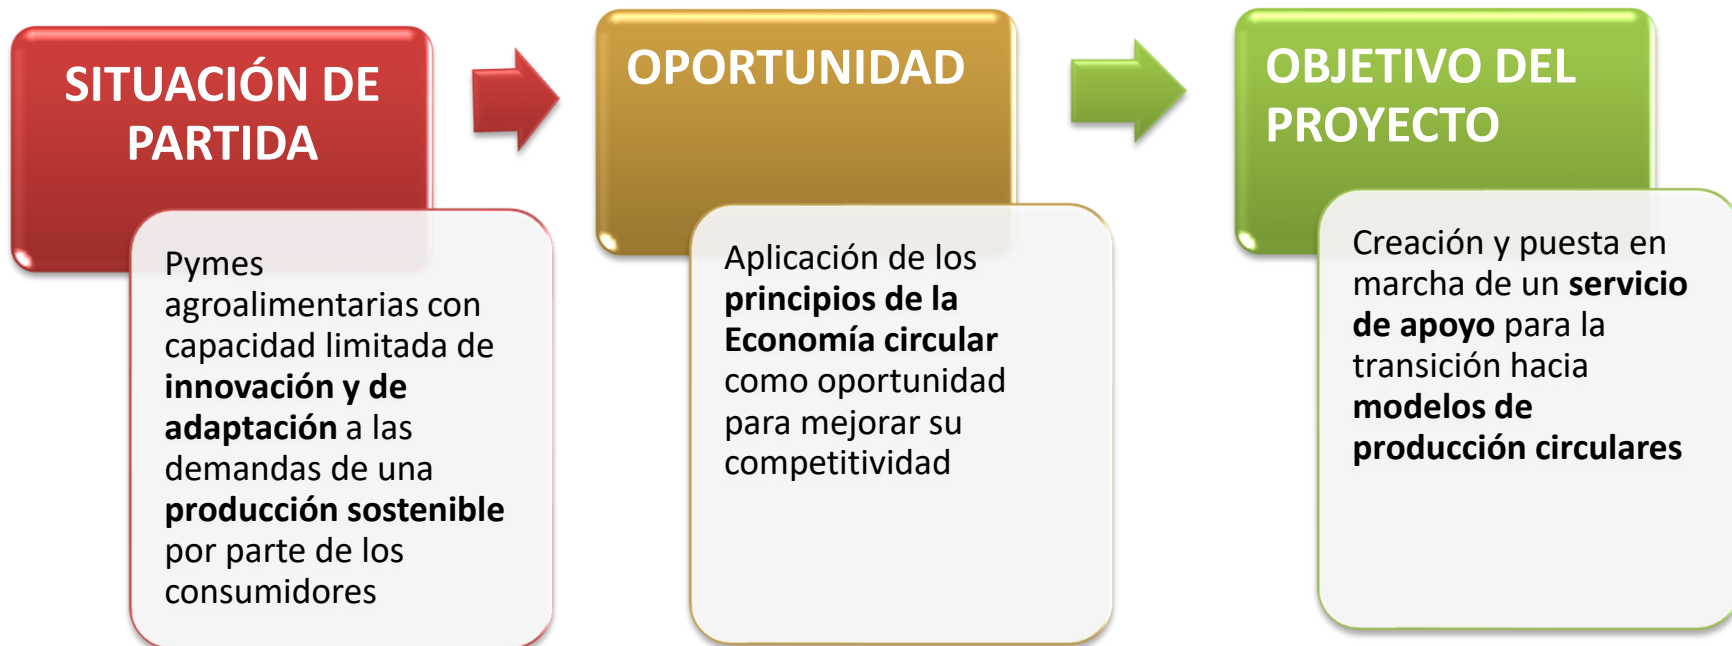 SITUACIÓN DE
PARTIDA
Pymes
agroalimentarias con
capacidad limitada de
innovación y de
adaptación a las
demandas de una
producción sostenible
por parte de los
consumidores
OPORTUNIDAD
Aplicación de los
principios de la
Economía circular
como oportunidad
para mejorar su
competitividad
OBJETIVO DEL
PROYECTO
Creación y puesta en
marcha de un servicio
de apoyo para la
transición hacia
modelos de
producción circulares